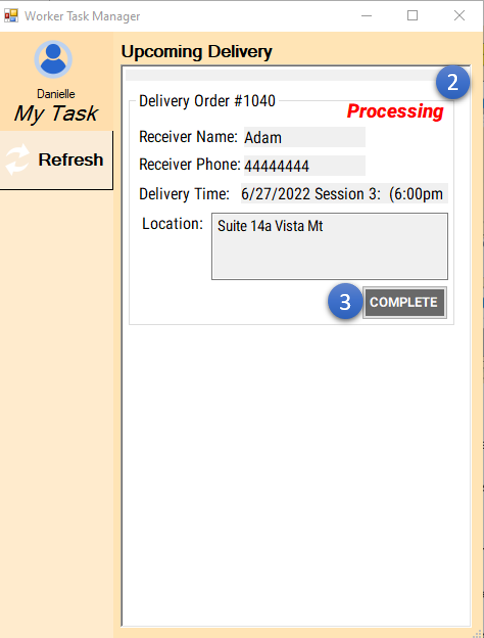 Worker Task Manager
Danielle
My Task
Refresh
Upcoming Delivery
2
Delivery Order #1040
Processing
Receiver Name: Adam
Receiver Phone: 44444444
Delivery Time: 6/27/2022 Session 3: (6:00pm
Location: Suite 14a Vista Mt
3 COMPLETE